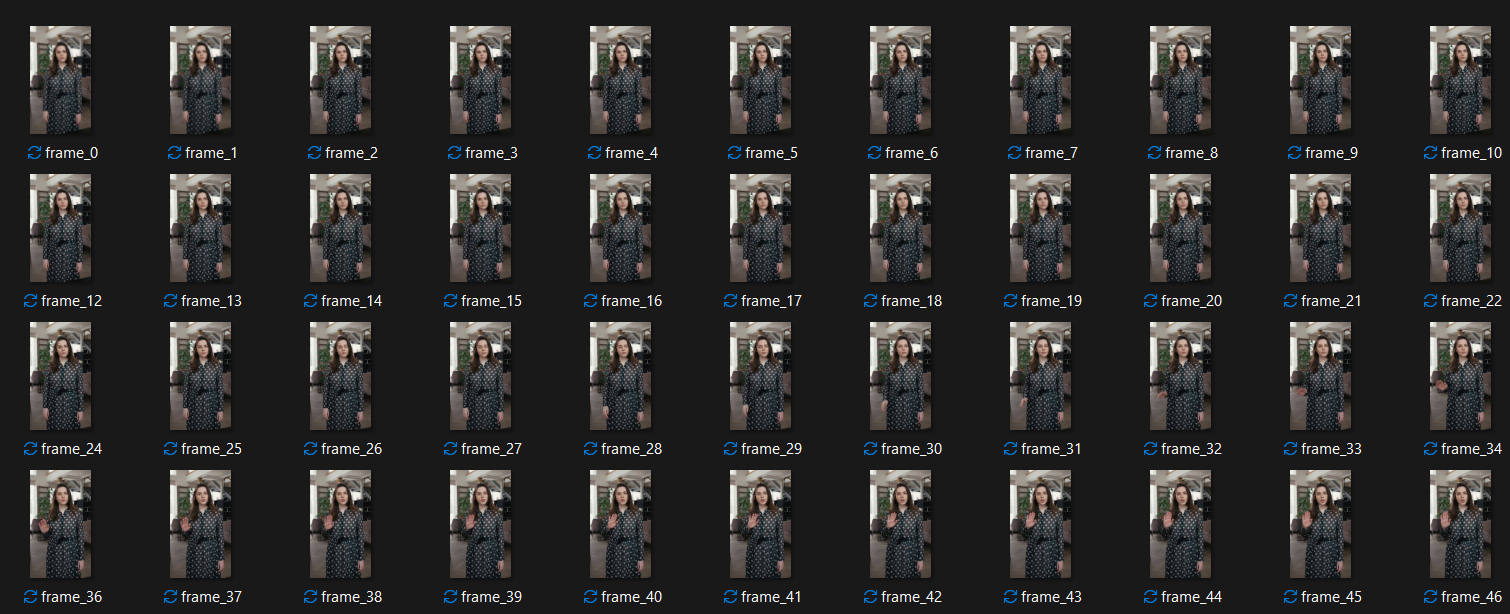 frame_0 frame_1 frame_2 frame_3 frame_4 frame_5 frame_6 frame_7 frame_8 frame_9 frame_10
frame_12 frame_13 frame_14 frame_15 frame_16 frame_17 frame_18 frame_19 frame_20 frame_21 frame_22
frame_24 frame_25 frame_26 frame_27 frame_28 frame_29 frame_30 frame_31 frame_32 frame_33 frame_34
frame_36 frame_37 frame_38 frame_39 frame_40 frame_41 frame_42 frame_43 frame_44 frame_45 frame_46